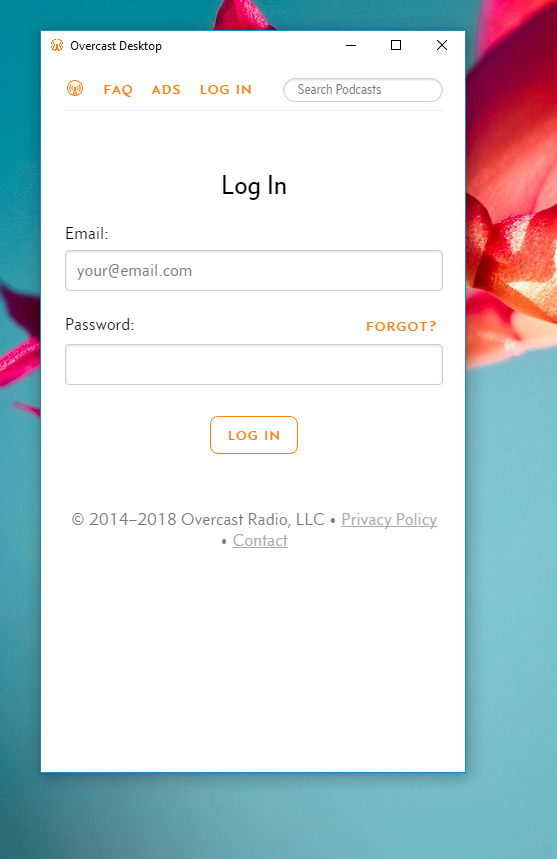 Overcast Desktop
FAQ ADS LOG IN Search Podcasts
Log In
Email:
your@email.com
Password: FORGOT?
LOG IN
© 2014–2018 Overcast Radio, LLC • Privacy Policy
• Contact